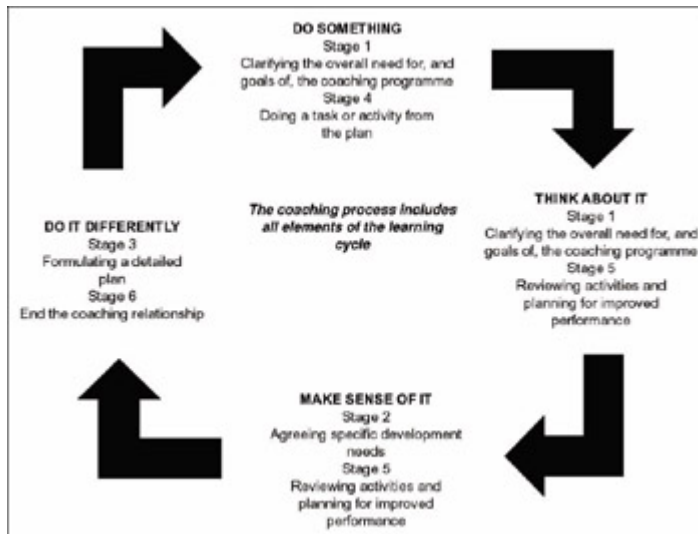 DO SOMETHING
Stage 1
Clarifying the overall need for, and
goals of, the coaching programme
Stage 4
Doing a task or activity from
the plan
THINK ABOUT IT
Stage 1
Clarifying the overall need for, and
goals of, the coaching programme
Stage 5
Reviewing activities and
planning for improved
performance
MAKE SENSE OF IT
Stage 2
Agreeing specific development
needs
Stage 5
Reviewing activities and
planning for improved
performance
DO IT DIFFERENTLY
Stage 3
Formulating a detailed
plan
Stage 6
End the coaching relationship
The coaching process includes
all elements of the learning
cycle